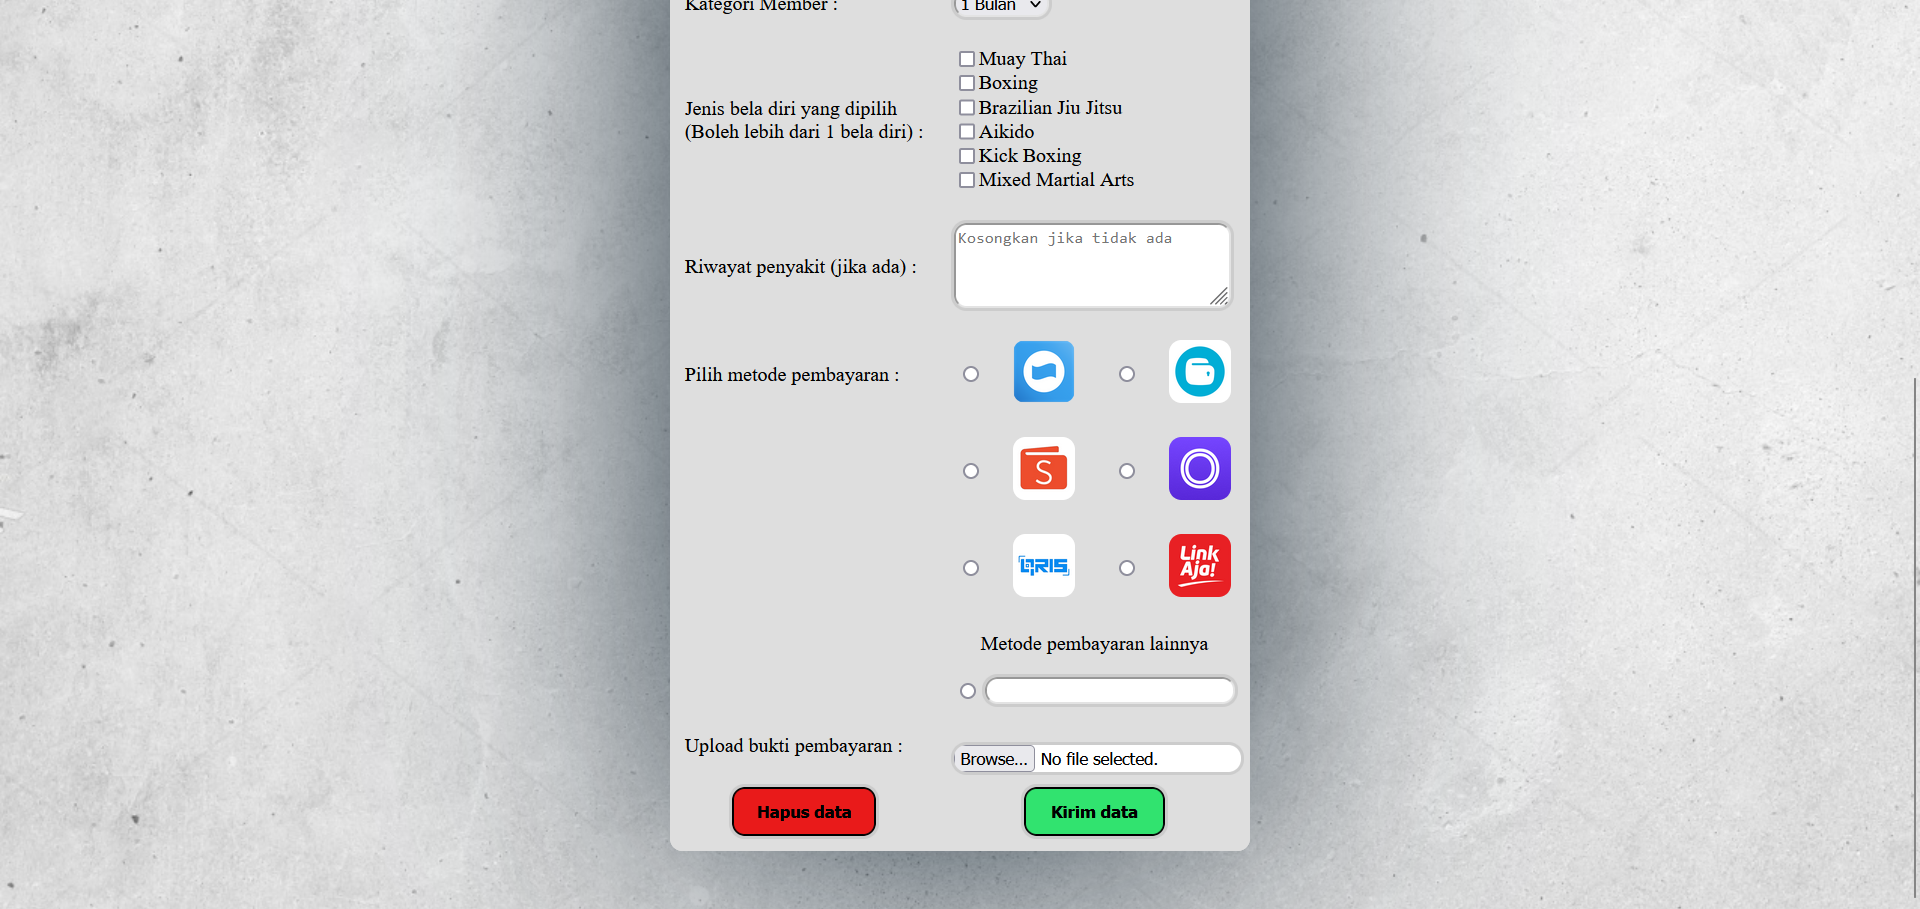 Kategori Member :
1 Bulan
Jenis bela diri yang dipilih
(Boleh lebih dari 1 bela diri) :
Muay Thai
Boxing
Brazilian Jiu Jitsu
Aikido
Kick Boxing
Mixed Martial Arts
Riwayat penyakit (jika ada) :
Kosongkan jika tidak ada
Pilih metode pembayaran :
S
QRIS
Link
Aja!
Metode pembayaran lainnya
Upload bukti pembayaran :
Browse... No file selected.
Hapus data
Kirim data